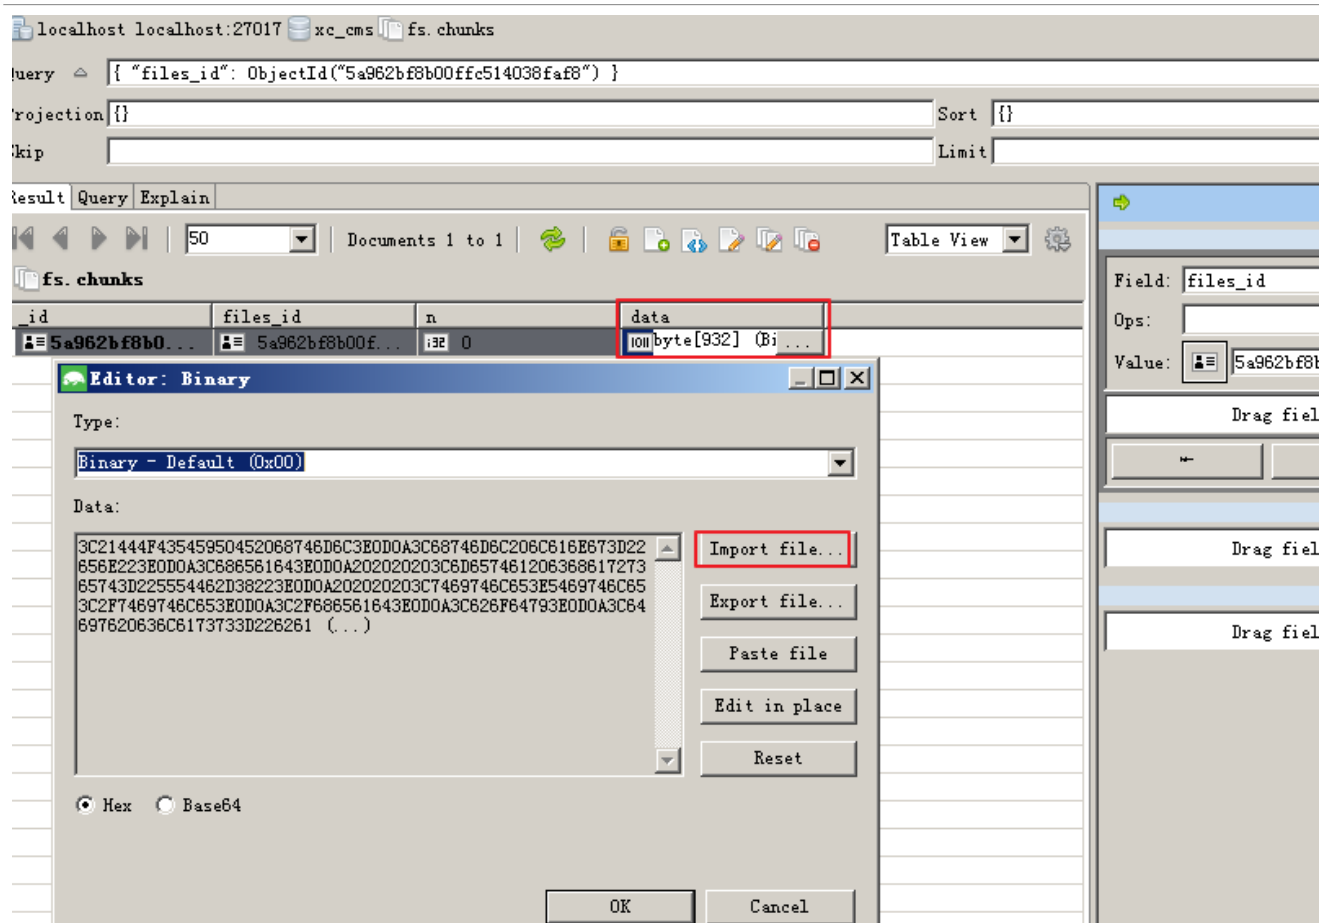 localhost localhost:27017 xc_cms fs.chunks
uery { "files_id": ObjectId("5a962bf8b00ffc514038faf8") }
rojection {} Sort {}
kip Limit
Result Query Explain
50 Documents 1 to 1 Table View
fs.chunks
_id files_id n data
5a962bf8b0... 5a962bf8b00f... 0 byte[932] (Bi ...
Field: files_id
Ops:
Value: 5a962bf8b
Drag fiel
Drag fiel
Drag fiel
Editor: Binary
Type:
Binary - Default (0x00)
Data:
3C21444F43545950452068746D6C3E0D0A3C68746D6C206C616E673D22
656E223E0D0A3C686561643E0D0A202020203C6D657461206368617273
65743D225554462D38223E0D0A202020203C7469746C653E5469746C65
3C2F7469746C653E0D0A3C2F686561643E0D0A3C626F64793E0D0A3C64
697620636C6173733D226261 (...)
Import file...
Export file...
Paste file
Edit in place
Reset
Hex Base64
OK Cancel